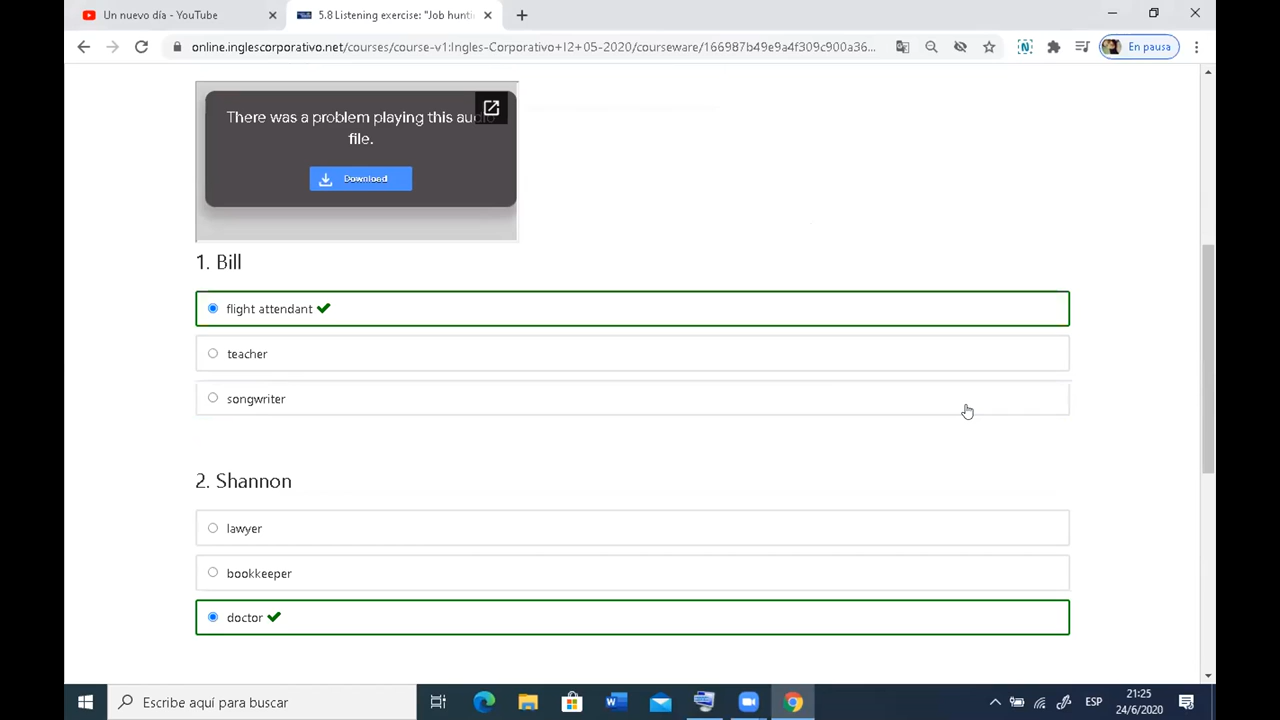 Un nuevo día - YouTube
5.8 Listening exercise: "Job hunti
online.inglescorporativo.net/courses/course-v1:Ingles-Corporativo+I2+05-2020/courseware/166987b49e9a4f309c900a36...
En pausa
There was a problem playing this audio
file.
Download
1. Bill
flight attendant
teacher
songwriter
2. Shannon
lawyer
bookkeeper
doctor
Escribe aquí para buscar
ESP
21:25
24/6/2020